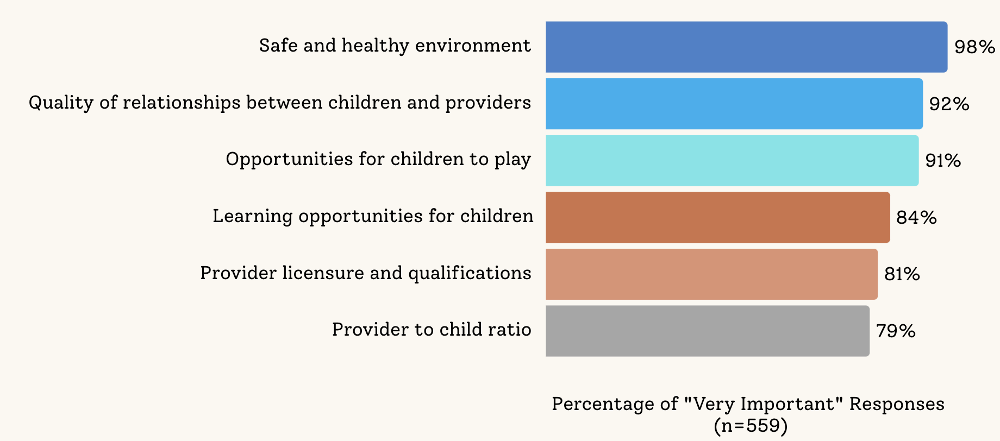 Safe and healthy environment 98%
Quality of relationships between children and providers 92%
Opportunities for children to play 91%
Learning opportunities for children 84%
Provider licensure and qualifications 81%
Provider to child ratio 79%
Percentage of "Very Important" Responses
(n=559)